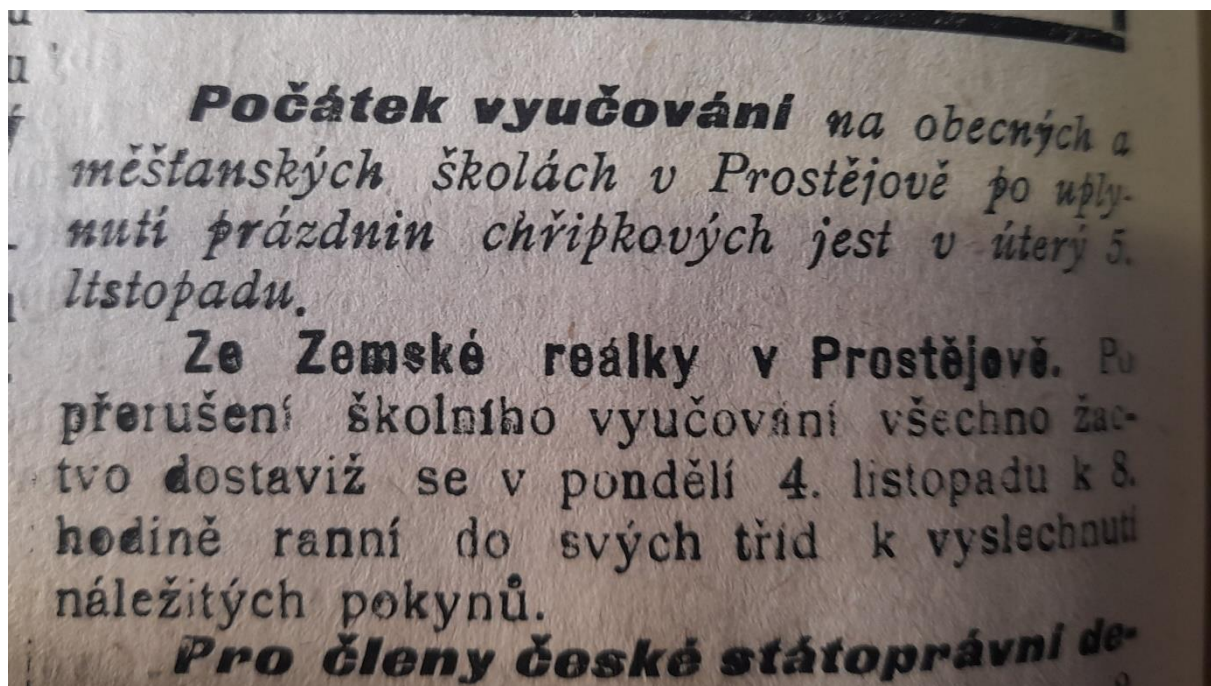 Počátek vyučování na obecných a
měšťanských školách v Prostějově po uply-
nutí prázdnin chřipkových jest v úterý 5.
listopadu.
Ze Zemské reálky v Prostějově. Po
přerušení školního vyučování všechno žac-
tvo dostaviž se v pondělí 4. listopadu k 8.
hodině ranní do svých tříd k vyslechnutí
náležitých pokynů.
Pro členy české státoprávní de-